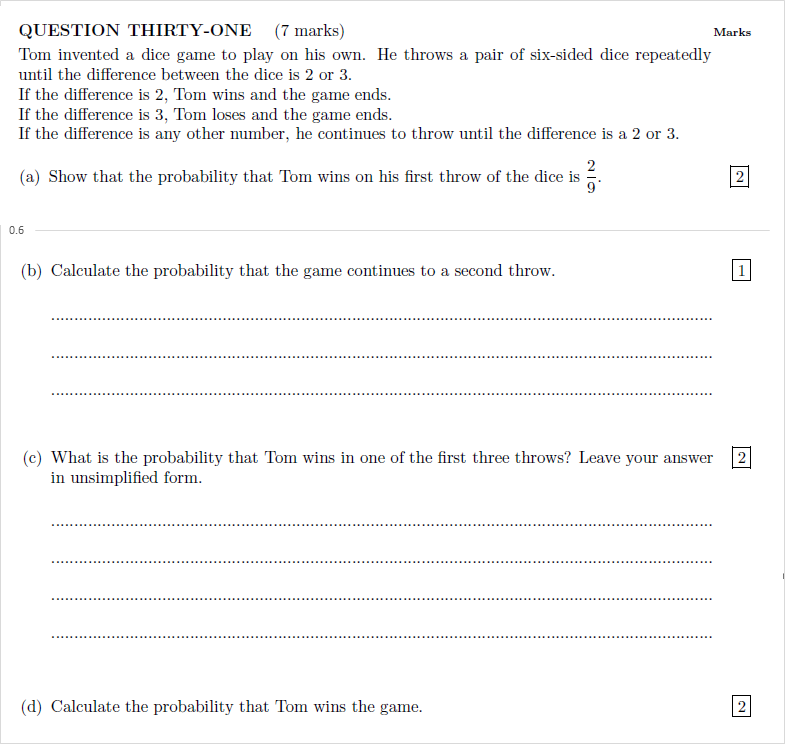 QUESTION THIRTY-ONE (7 marks) Marks
Tom invented a dice game to play on his own. He throws a pair of six-sided dice repeatedly
until the difference between the dice is 2 or 3.
If the difference is 2, Tom wins and the game ends.
If the difference is 3, Tom loses and the game ends.
If the difference is any other number, he continues to throw until the difference is a 2 or 3.
(a) Show that the probability that Tom wins on his first throw of the dice is 2/9. 2
0.6
(b) Calculate the probability that the game continues to a second throw. 1
(c) What is the probability that Tom wins in one of the first three throws? Leave your answer 2
in unsimplified form.
(d) Calculate the probability that Tom wins the game. 2